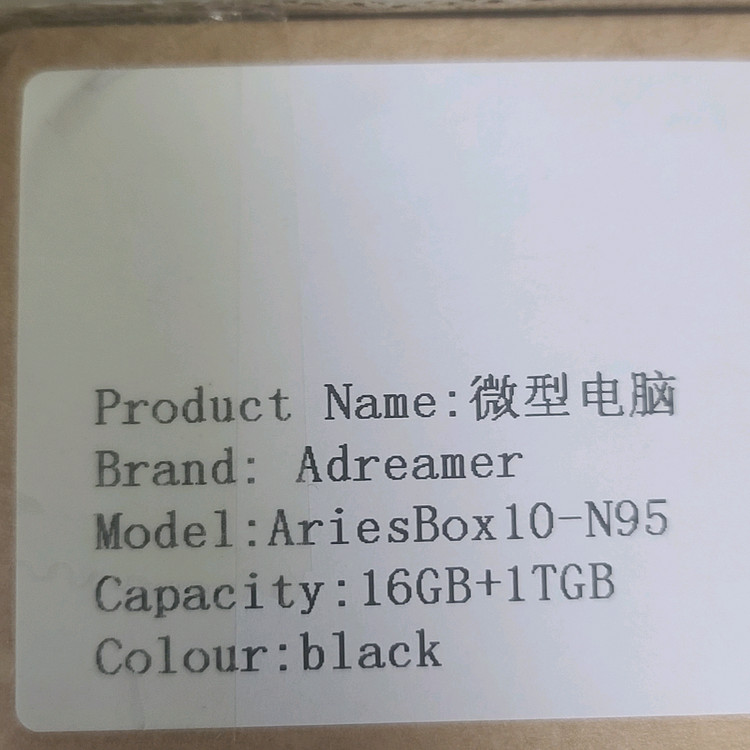 Product Name:微型电脑
Brand: Adreamer
Model:AriesBox10-N95
Capacity:16GB+1TGB
Colour:black